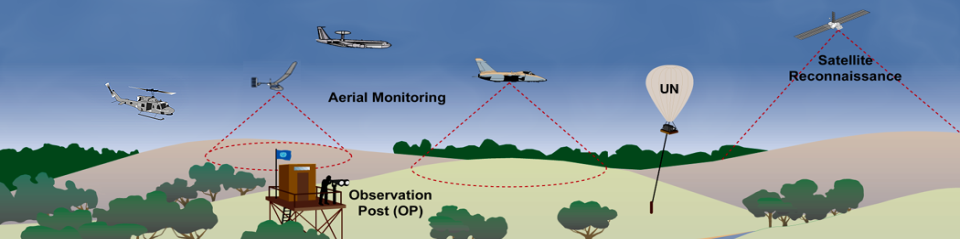 Satellite
Reconnaissance
Aerial Monitoring
UN
Observation
Post (OP)